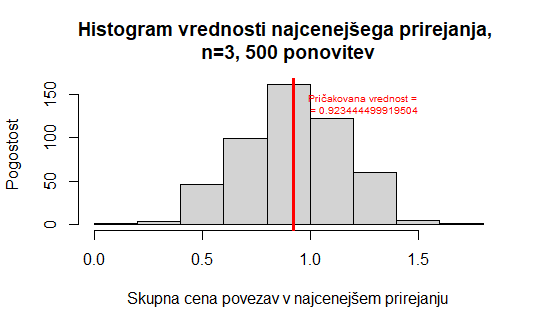 Histogram vrednosti najcenejšega prirejanja,
n=3, 500 ponovitev
Pričakovana vrednost =
= 0.923444499919504
Pogostost
150
100
50
0
0.0 0.5 1.0 1.5
Skupna cena povezav v najcenejšem prirejanju